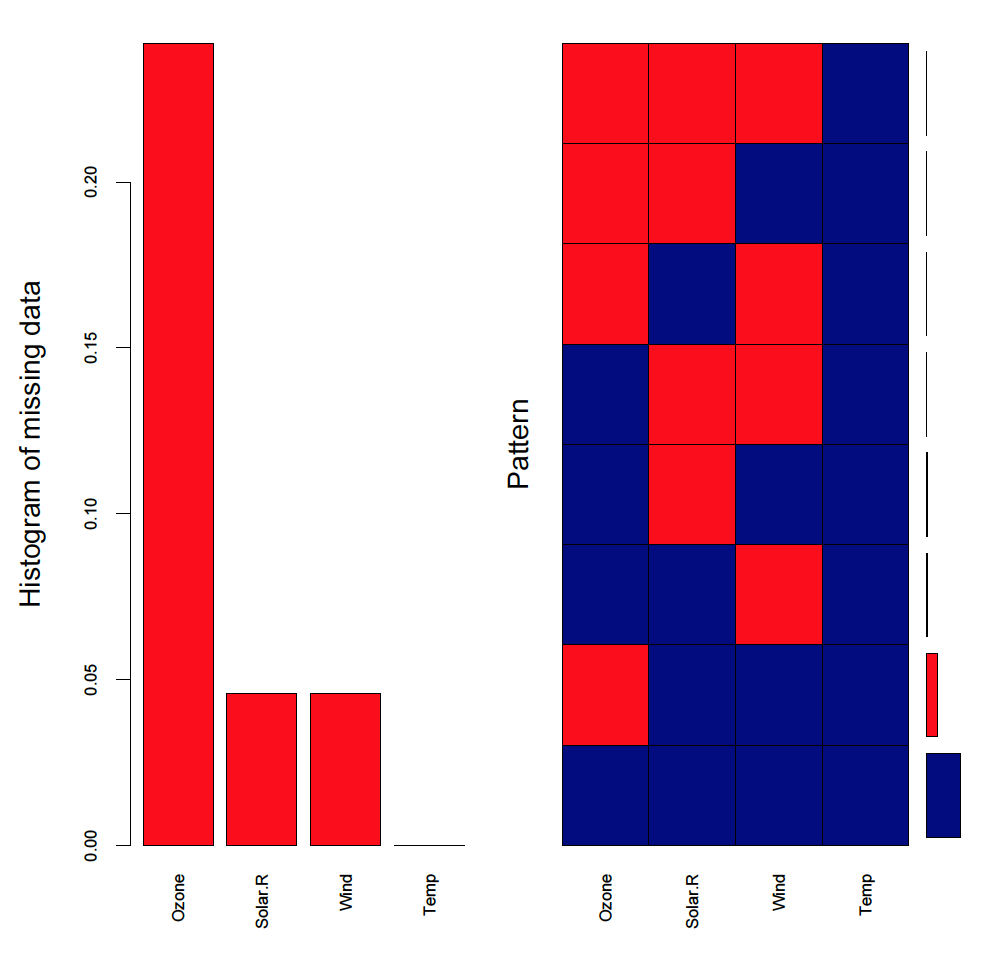 Histogram of missing data
0.20
0.15
0.10
0.05
0.00
Ozone
Solar.R
Wind
Temp
Pattern
Ozone
Solar.R
Wind
Temp